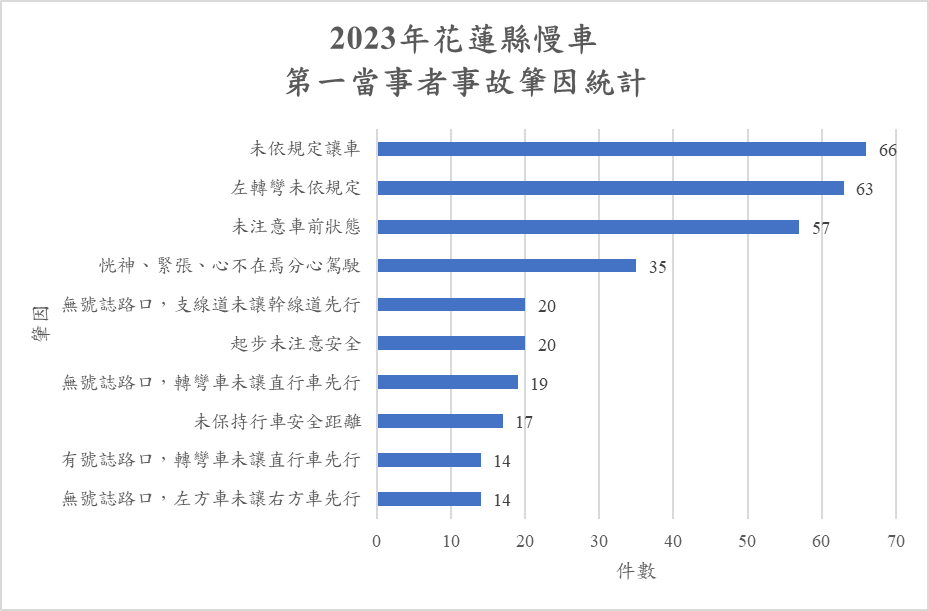 2023年花蓮縣慢車
第一當事者事故肇因統計
未依規定讓車 66
左轉彎未依規定 63
未注意車前狀態 57
恍神、緊張、心不在焉分心駕駛 35
無號誌路口，支線道未讓幹線道先行 20
起步未注意安全 20
無號誌路口，轉彎車未讓直行車先行 19
未保持行車安全距離 17
有號誌路口，轉彎車未讓直行車先行 14
無號誌路口，左方車未讓右方車先行 14
肇因
0 10 20 30 40 50 60 70
件數